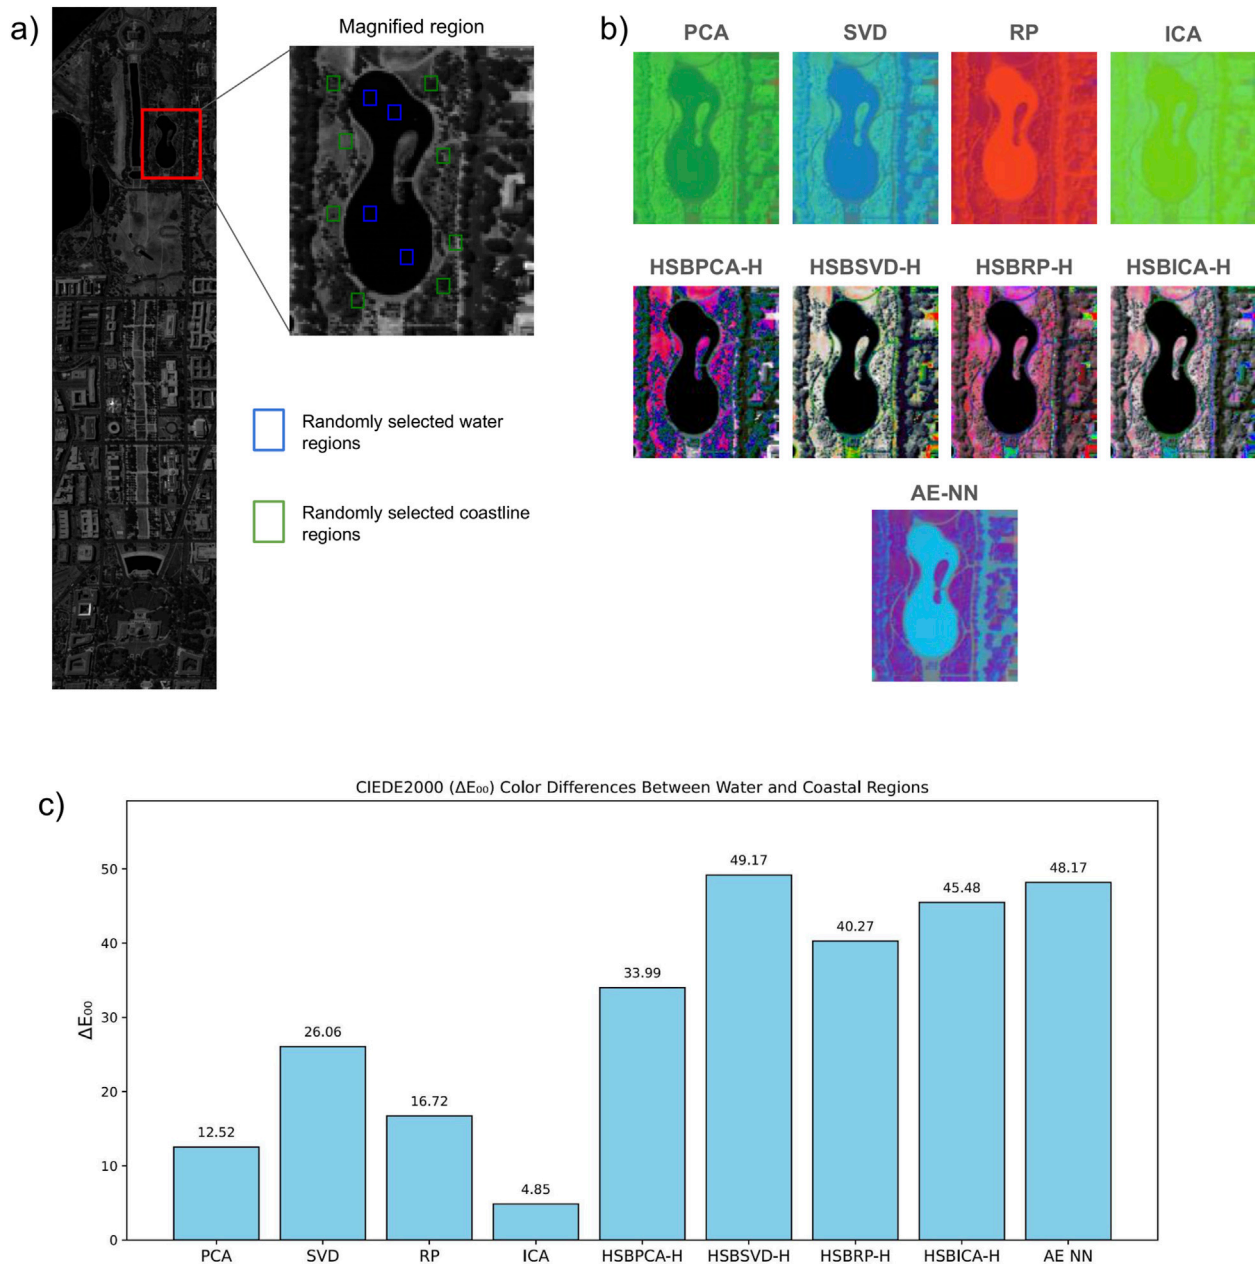 a)
Magnified region
Randomly selected water
regions
Randomly selected coastline
regions
b)
PCA SVD RP ICA
HSBPCA-H HSBSVD-H HSBRP-H HSBICA-H
AE-NN
c)
CIEDE2000 (ΔE₀₀) Color Differences Between Water and Coastal Regions
ΔE₀₀
50
40
30
20
10
0
12.52
26.06
16.72
4.85
33.99
49.17
40.27
45.48
48.17
PCA SVD RP ICA HSBPCA-H HSBSVD-H HSBRP-H HSBICA-H AE NN